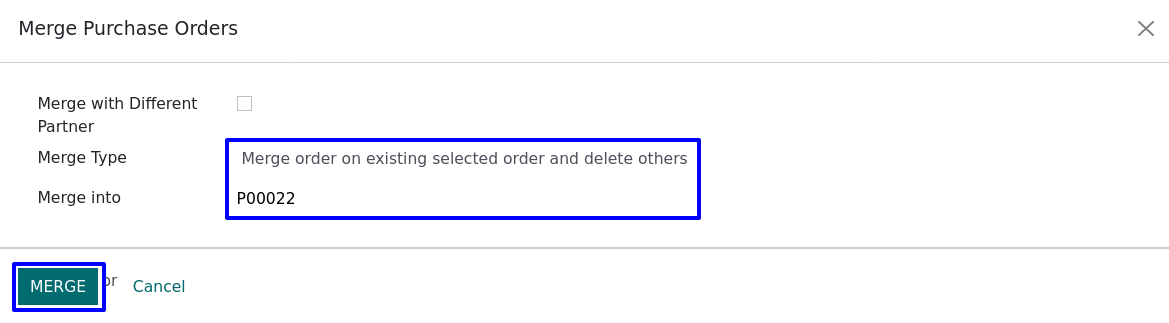 Merge Purchase Orders
Merge with Different
Partner
Merge Type Merge order on existing selected order and delete others
Merge into P00022
MERGE or Cancel